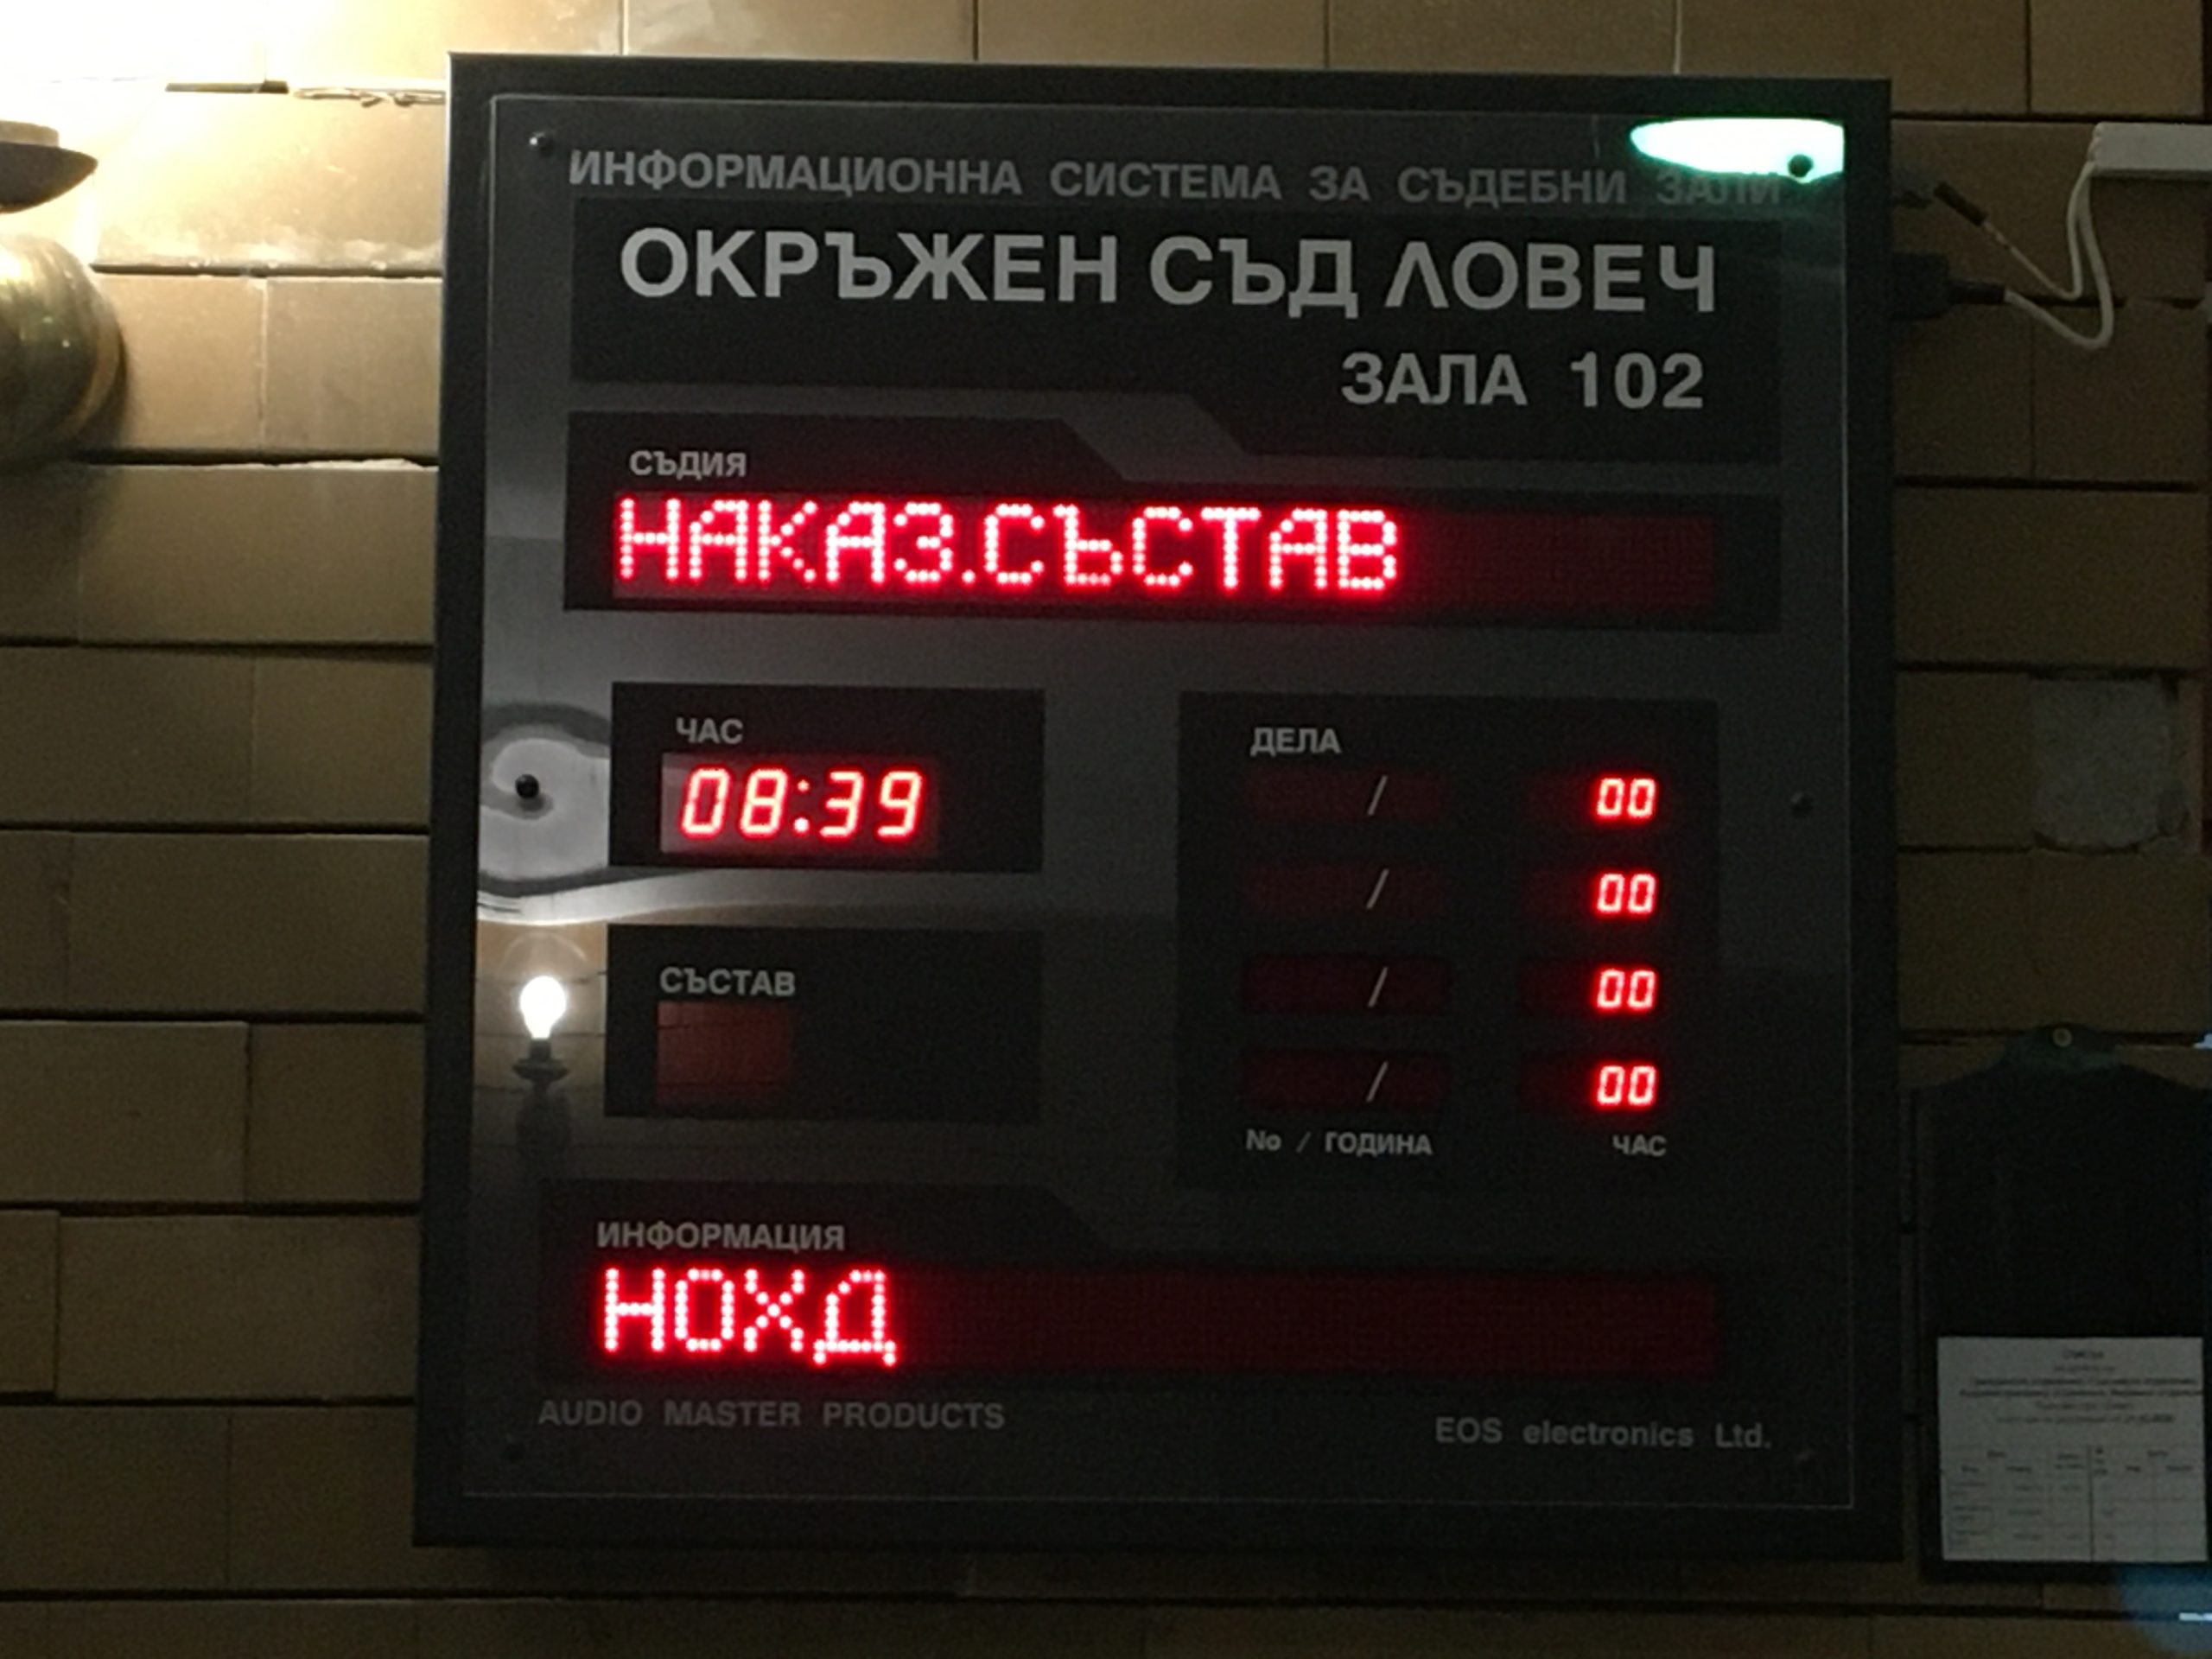 ИНФОРМАЦИОННА СИСТЕМА ЗА СЪДЕБНИ ЗАЛИ
ОКРЪЖЕН СЪД ЛОВЕЧ
ЗАЛА 102
СЪДИЯ
НАКАЗ.СЪСТАВ
ЧАС
08:39
СЪСТАВ
ДЕЛА
/ 00
/ 00
/ 00
/ 00
No / ГОДИНА ЧАС
ИНФОРМАЦИЯ
НОХД
AUDIO MASTER PRODUCTS
EOS electronics Ltd.